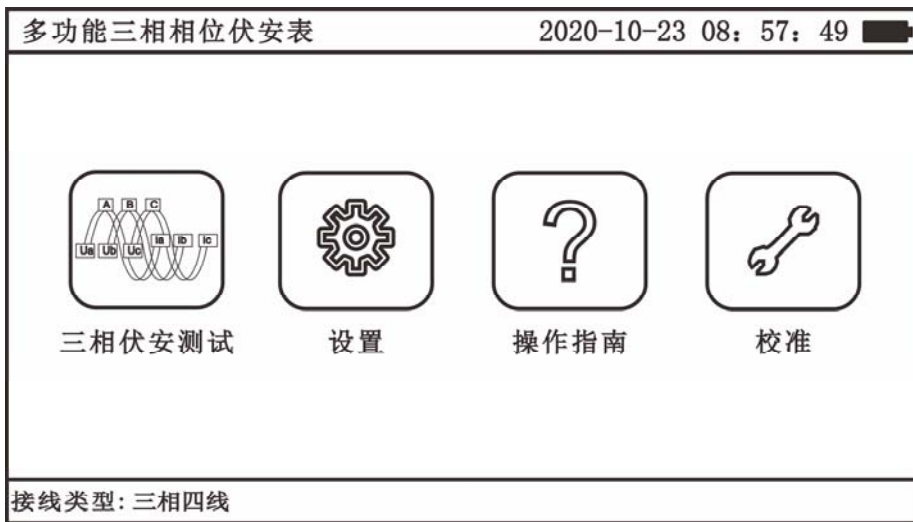 多功能三相相位伏安表 2020-10-23 08：57：49
A B C
Ua Ub Uc Ia Ib Ic
三相伏安测试 设置 操作指南 校准
接线类型: 三相四线